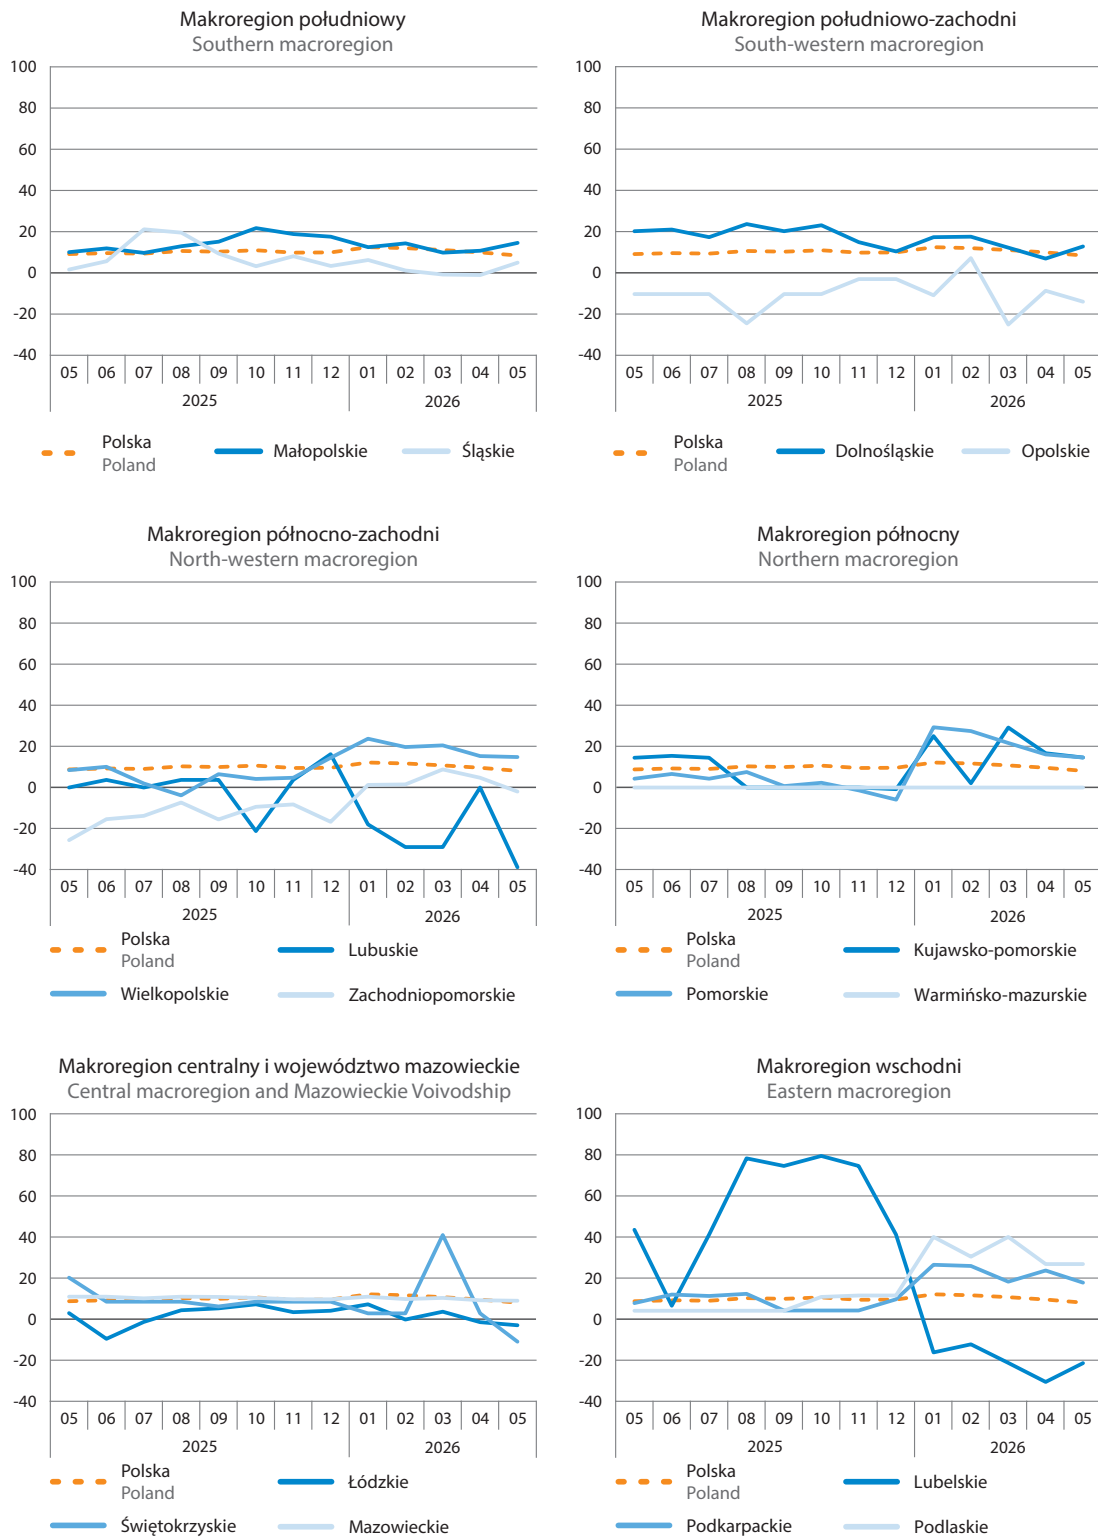 Makroregion południowy
Southern macroregion
100
80
60
40
20
0
-20
-40
05 06 07 08 09 10 11 12 01 02 03 04 05
2025 2026
Polska
Poland
Małopolskie
Śląskie
Makroregion południowo-zachodni
South-western macroregion
100
80
60
40
20
0
-20
-40
05 06 07 08 09 10 11 12 01 02 03 04 05
2025 2026
Polska
Poland
Dolnośląskie
Opolskie
Makroregion północno-zachodni
North-western macroregion
100
80
60
40
20
0
-20
-40
05 06 07 08 09 10 11 12 01 02 03 04 05
2025 2026
Polska
Poland
Lubuskie
Wielkopolskie
Zachodniopomorskie
Makroregion północny
Northern macroregion
100
80
60
40
20
0
-20
-40
05 06 07 08 09 10 11 12 01 02 03 04 05
2025 2026
Polska
Poland
Kujawsko-pomorskie
Pomorskie
Warmińsko-mazurskie
Makroregion centralny i województwo mazowieckie
Central macroregion and Mazowieckie Voivodship
100
80
60
40
20
0
-20
-40
05 06 07 08 09 10 11 12 01 02 03 04 05
2025 2026
Polska
Poland
Łódzkie
Świętokrzyskie
Mazowieckie
Makroregion wschodni
Eastern macroregion
100
80
60
40
20
0
-20
-40
05 06 07 08 09 10 11 12 01 02 03 04 05
2025 2026
Polska
Poland
Lubelskie
Podkarpackie
Podlaskie